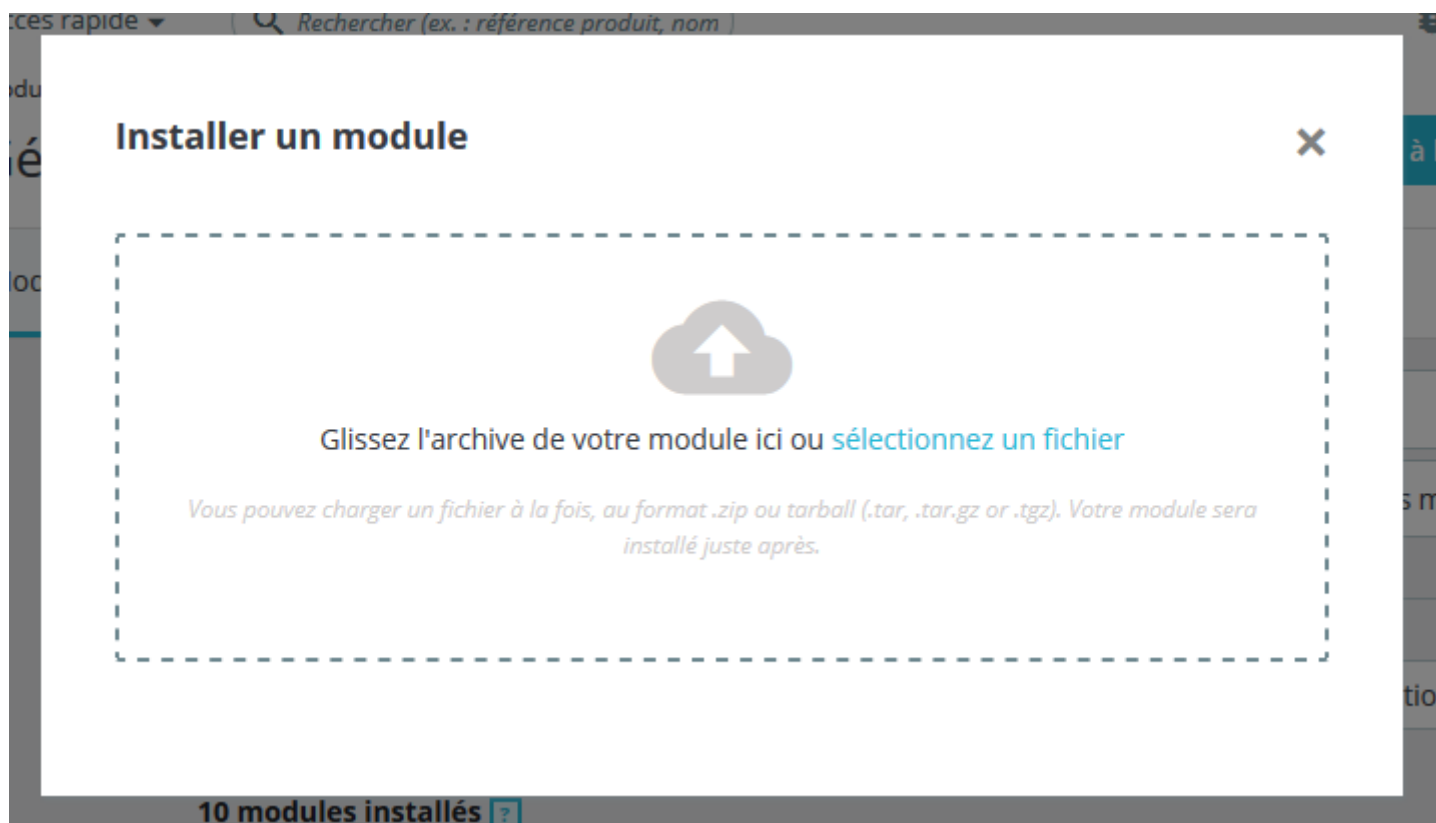 rapide
Rechercher (ex. : référence produit, nom
Installer un module
à
Glissez l'archive de votre module ici ou sélectionnez un fichier
Vous pouvez charger un fichier à la fois, au format .zip ou tarball (.tar, .tar.gz or .tgz). Votre module sera
installé juste après.
10 modules installés ?